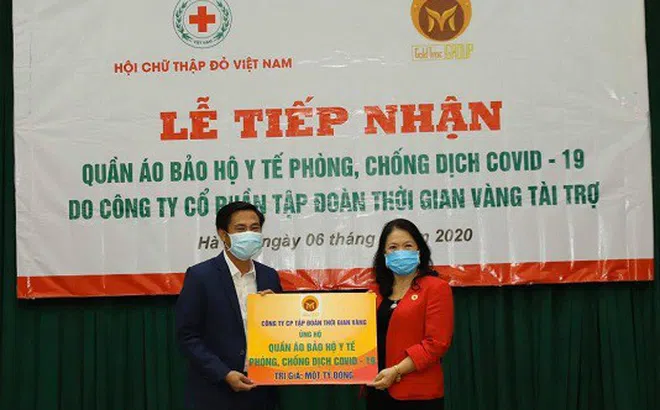 VIỆT NAM
HỘI CHỮ THẬP ĐỎ VIỆT NAM
GROUP
LỄ TIẾP NHẬN
QUẦN ÁO BẢO HỘ Y TẾ PHÒNG, CHỐNG DỊCH COVID - 19
DO CÔNG TY CỔ PHẦN TẬP ĐOÀN THỜI GIAN VÀNG TÀI TRỢ
Hà ngày 06 tháng 2020
CÔNG TY CP TẬP ĐOÀN THỜI GIAN VÀNG
ỦNG HỘ
QUẦN ÁO BẢO HỘ Y TẾ
PHÒNG, CHỐNG DỊCH COVID - 19
TRỊ GIÁ: MỘT TỶ ĐỒNG